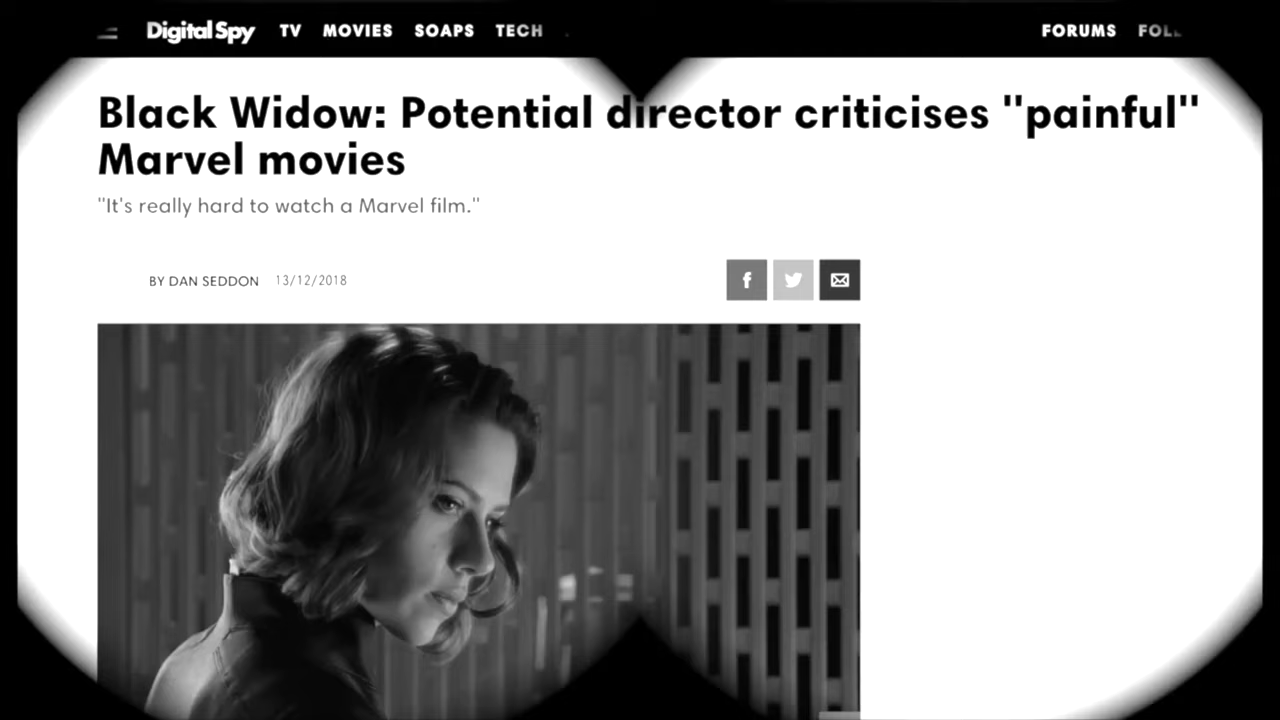 Digital Spy TV MOVIES SOAPS TECH FORUMS
Black Widow: Potential director criticises "painful"
Marvel movies
"It's really hard to watch a Marvel film."
BY DAN SEDDON 13/12/2018